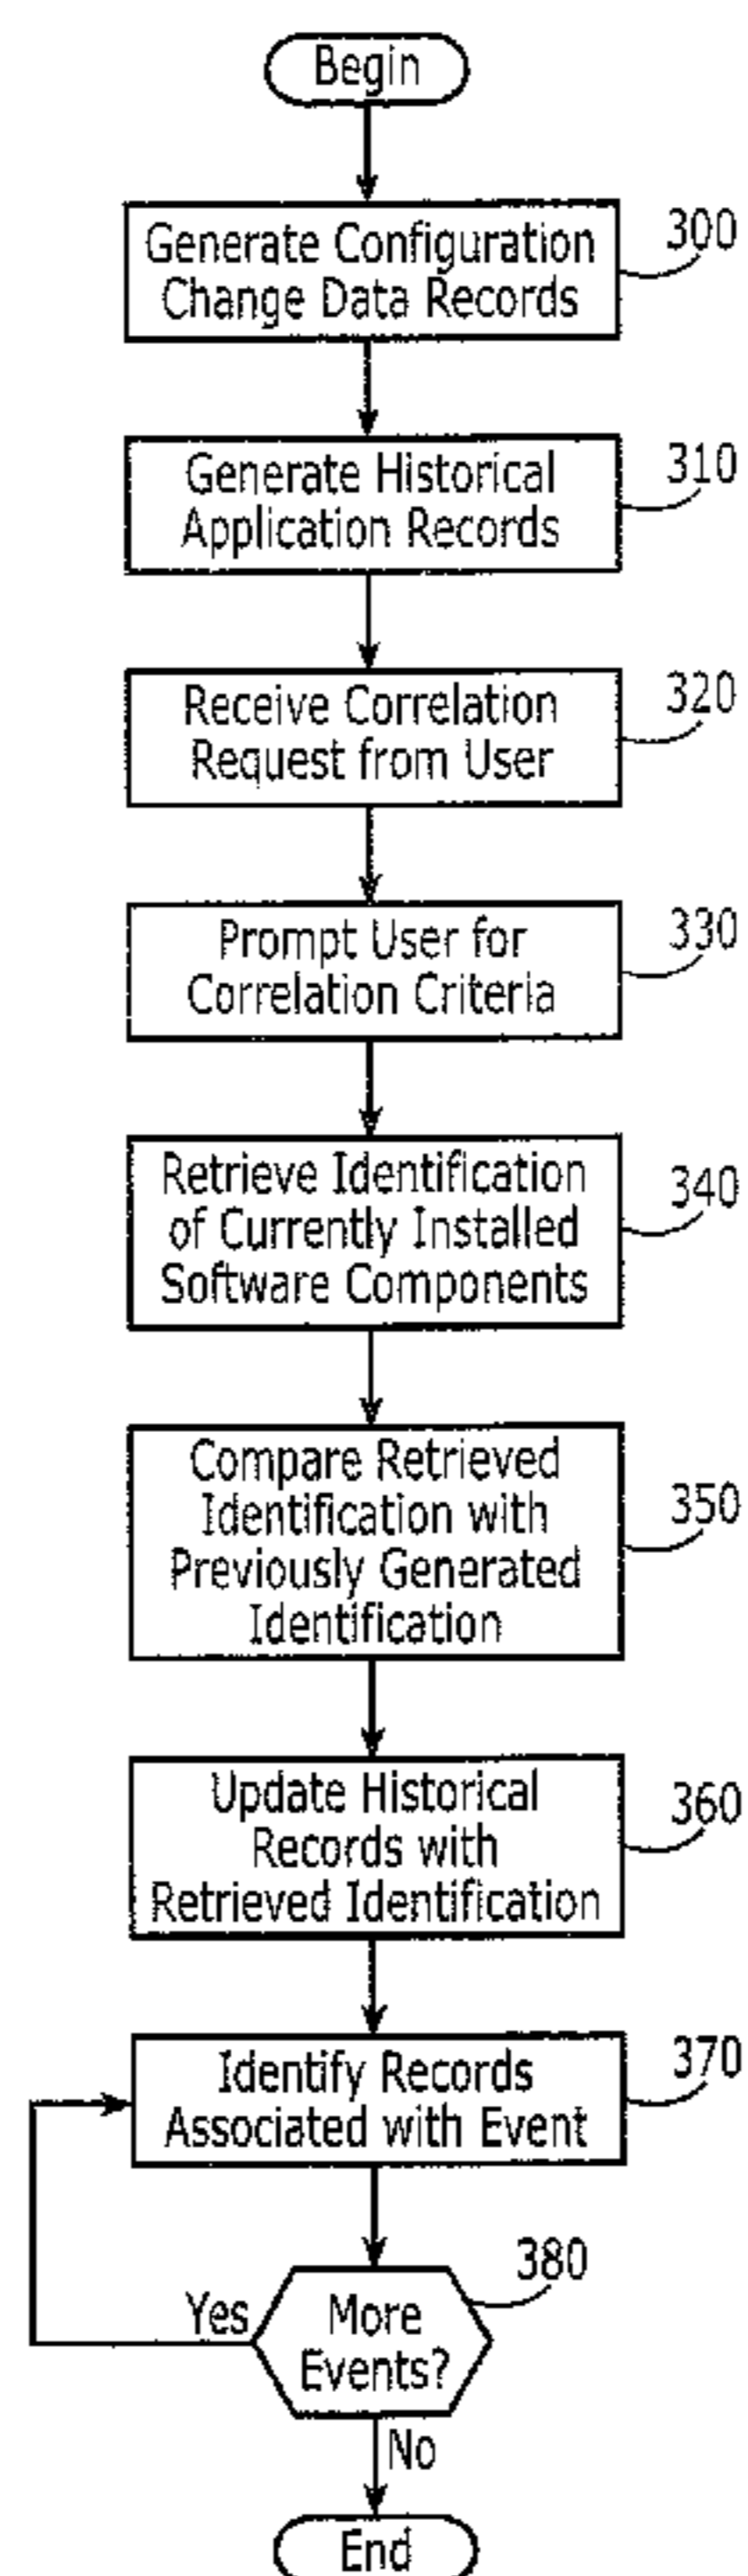 Begin
Generate Configuration
Change Data Records
300
Generate Historical
Application Records
310
Receive Correlation
Request from User
320
Prompt User for
Correlation Criteria
330
Retrieve Identification
of Currently Installed
Software Components
340
Compare Retrieved
Identification with
Previously Generated
Identification
350
Update Historical
Records with
Retrieved Identification
360
Identify Records
Associated with Event
370
380
Yes
More
Events?
No
End